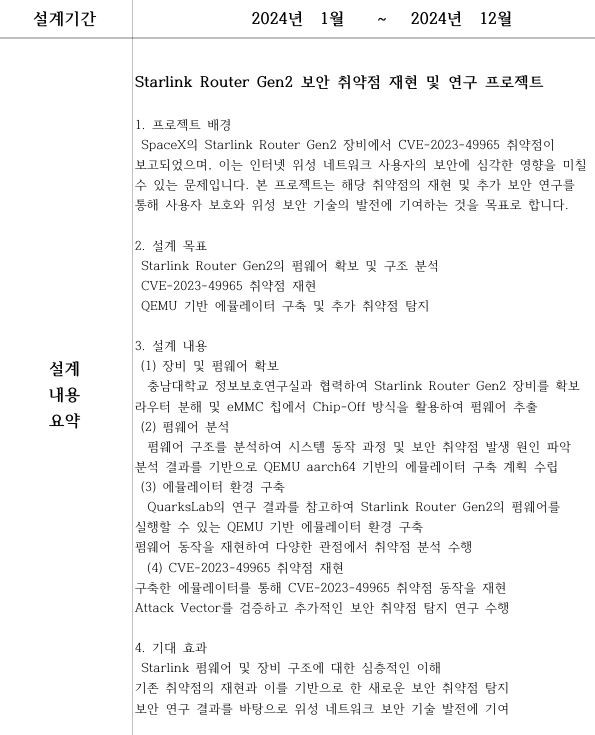 설계기간
2024년 1월 ~ 2024년 12월
설계
내용
요약
Starlink Router Gen2 보안 취약점 재현 및 연구 프로젝트
1. 프로젝트 배경
SpaceX의 Starlink Router Gen2 장비에서 CVE-2023-49965 취약점이
보고되었으며, 이는 인터넷 위성 네트워크 사용자의 보안에 심각한 영향을 미칠
수 있는 문제입니다. 본 프로젝트는 해당 취약점의 재현 및 추가 보안 연구를
통해 사용자 보호와 위성 보안 기술의 발전에 기여하는 것을 목표로 합니다.
2. 설계 목표
Starlink Router Gen2의 펌웨어 확보 및 구조 분석
CVE-2023-49965 취약점 재현
QEMU 기반 에뮬레이터 구축 및 추가 취약점 탐지
3. 설계 내용
(1) 장비 및 펌웨어 확보
충남대학교 정보보호연구실과 협력하여 Starlink Router Gen2 장비를 확보
라우터 분해 및 eMMC 칩에서 Chip-Off 방식을 활용하여 펌웨어 추출
(2) 펌웨어 분석
펌웨어 구조를 분석하여 시스템 동작 과정 및 보안 취약점 발생 원인 파악
분석 결과를 기반으로 QEMU aarch64 기반의 에뮬레이터 구축 계획 수립
(3) 에뮬레이터 환경 구축
QuarksLab의 연구 결과를 참고하여 Starlink Router Gen2의 펌웨어를
실행할 수 있는 QEMU 기반 에뮬레이터 환경 구축
펌웨어 동작을 재현하여 다양한 관점에서 취약점 분석 수행
(4) CVE-2023-49965 취약점 재현
구축한 에뮬레이터를 통해 CVE-2023-49965 취약점 동작을 재현
Attack Vector를 검증하고 추가적인 보안 취약점 탐지 연구 수행
4. 기대 효과
Starlink 펌웨어 및 장비 구조에 대한 심층적인 이해
기존 취약점의 재현과 이를 기반으로 한 새로운 보안 취약점 탐지
보안 연구 결과를 바탕으로 위성 네트워크 보안 기술 발전에 기여